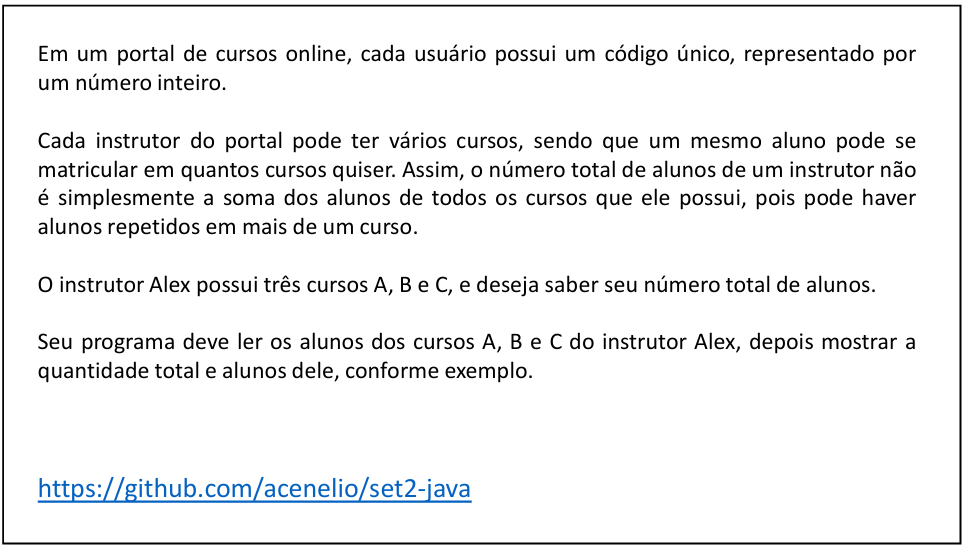 Em um portal de cursos online, cada usuário possui um código único, representado por
um número inteiro.
Cada instrutor do portal pode ter vários cursos, sendo que um mesmo aluno pode se
matricular em quantos cursos quiser. Assim, o número total de alunos de um instrutor não
é simplesmente a soma dos alunos de todos os cursos que ele possui, pois pode haver
alunos repetidos em mais de um curso.
O instrutor Alex possui três cursos A, B e C, e deseja saber seu número total de alunos.
Seu programa deve ler os alunos dos cursos A, B e C do instrutor Alex, depois mostrar a
quantidade total e alunos dele, conforme exemplo.
https://github.com/acenelio/set2-java